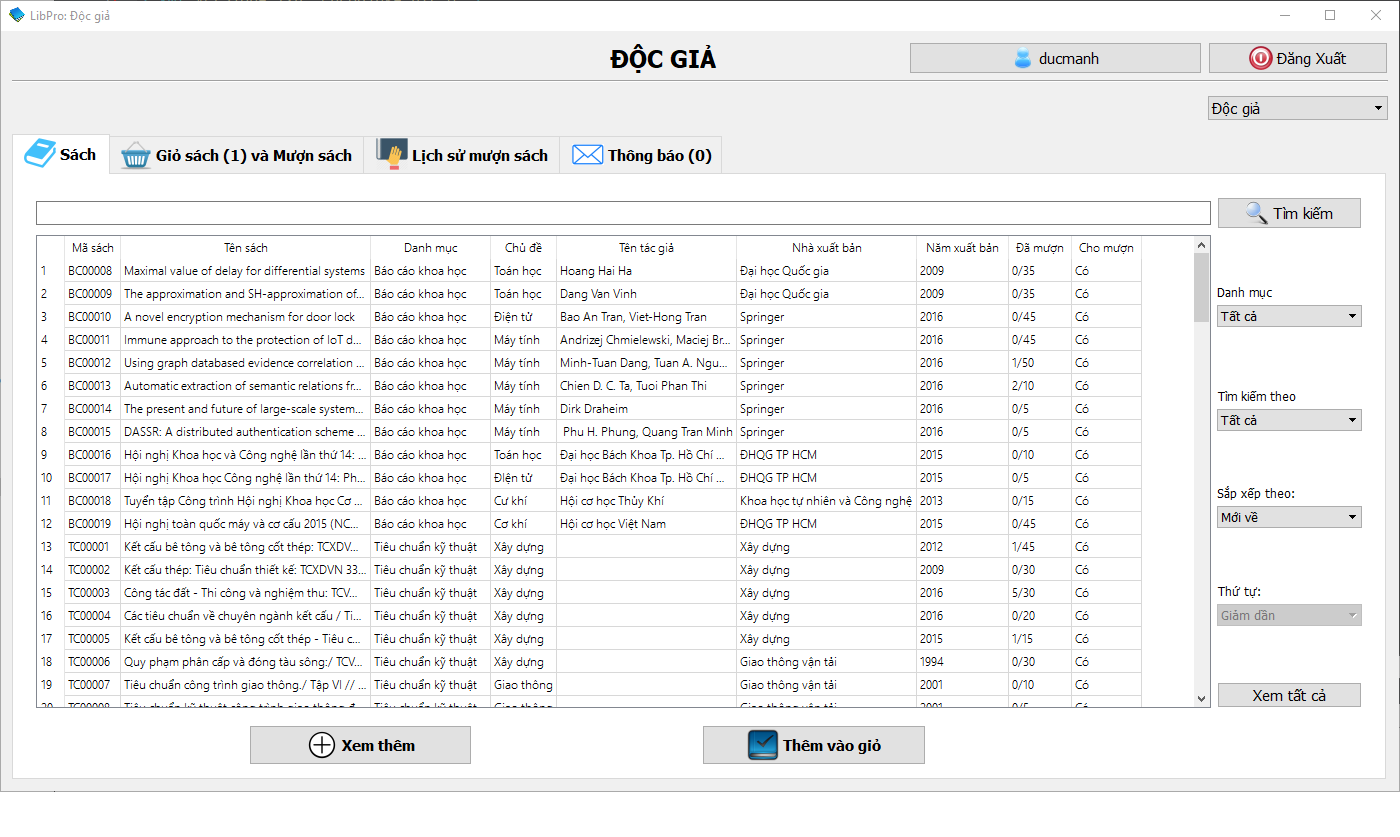 LibPro: Độc giả
ĐỘC GIẢ
ducmanh
Đăng Xuất
Độc giả
Sách
Giỏ sách (1) và Mượn sách
Lịch sử mượn sách
Thông báo (0)
Tìm kiếm
Mã sách Tên sách Danh mục Chủ đề Tên tác giả Nhà xuất bản Năm xuất bản Đã mượn Cho mượn
1 BC00008 Maximal value of delay for differential systems Báo cáo khoa học Toán học Hoang Hai Ha Đại học Quốc gia 2009 0/35 Có
2 BC00009 The approximation and SH-approximation of... Báo cáo khoa học Toán học Dang Van Vinh Đại học Quốc gia 2009 0/35 Có
3 BC00010 A novel encryption mechanism for door lock Báo cáo khoa học Điện tử Bao An Tran, Viet-Hong Tran Springer 2016 0/45 Có
4 BC00011 Immune approach to the protection of IoT d... Báo cáo khoa học Máy tính Andrizej Chmielewski, Maciej Br... Springer 2016 0/45 Có
5 BC00012 Using graph databased evidence correlation ... Báo cáo khoa học Máy tính Minh-Tuan Dang, Tuan A. Ngu... Springer 2016 1/50 Có
6 BC00013 Automatic extraction of semantic relations fr... Báo cáo khoa học Máy tính Chien D. C. Ta, Tuoi Phan Thi Springer 2016 2/10 Có
7 BC00014 The present and future of large-scale system... Báo cáo khoa học Máy tính Dirk Draheim Springer 2016 0/5 Có
8 BC00015 DASSR: A distributed authentication scheme ... Báo cáo khoa học Máy tính Phu H. Phung, Quang Tran Minh Springer 2016 0/5 Có
9 BC00016 Hội nghị Khoa học và Công nghệ lần thứ 14: ... Báo cáo khoa học Toán học Đại học Bách Khoa Tp. Hồ Chí ... ĐHQG TP HCM 2015 0/10 Có
10 BC00017 Hội nghị Khoa học Công nghệ lần thứ 14: Ph... Báo cáo khoa học ĐIện tử Đại học Bách Khoa Tp. Hồ Chí ... ĐHQG TP HCM 2015 0/5 Có
11 BC00018 Tuyển tập Công trình Hội nghị Khoa học Cơ ... Báo cáo khoa học Cư khí Hội cơ học Thủy Khí Khoa học tự nhiên và Công nghệ 2013 0/15 Có
12 BC00019 Hội nghị toàn quốc máy và cơ cấu 2015 (NC... Báo cáo khoa học Cơ khí Hội cơ học Việt Nam ĐHQG TP HCM 2015 0/45 Có
13 TC00001 Kết cấu bê tông và bê tông cốt thép: TCXDV... Tiêu chuẩn kỹ thuật Xây dựng Xây dựng 2012 1/45 Có
14 TC00002 Kết cấu thép: Tiêu chuẩn thiết kế: TCXDVN 33... Tiêu chuẩn kỹ thuật Xây dựng Xây dựng 2009 0/30 Có
15 TC00003 Công tác đất - Thi công và nghiệm thu: TCV... Tiêu chuẩn kỹ thuật Xây dựng Xây dựng 2016 5/30 Có
16 TC00004 Các tiêu chuẩn về chuyên ngành kết cấu / Ti... Tiêu chuẩn kỹ thuật Xây dựng Xây dựng 2016 0/20 Có
17 TC00005 Kết cấu bê tông và bê tông cốt thép - Tiêu c... Tiêu chuẩn kỹ thuật Xây dựng Xây dựng 2015 1/15 Có
18 TC00006 Quy phạm phân cấp và đóng tàu sông:/ TCV... Tiêu chuẩn kỹ thuật Xây dựng Giao thông vận tải 1994 0/30 Có
19 TC00007 Tiêu chuẩn công trình giao thông./ Tập VI // ... Tiêu chuẩn kỹ thuật Giao thông Giao thông vận tải 2001 0/10 Có
Danh mục
Tất cả
Tìm kiếm theo
Tất cả
Sắp xếp theo:
Mới về
Thứ tự:
Giảm dần
Xem tất cả
Xem thêm
Thêm vào giỏ